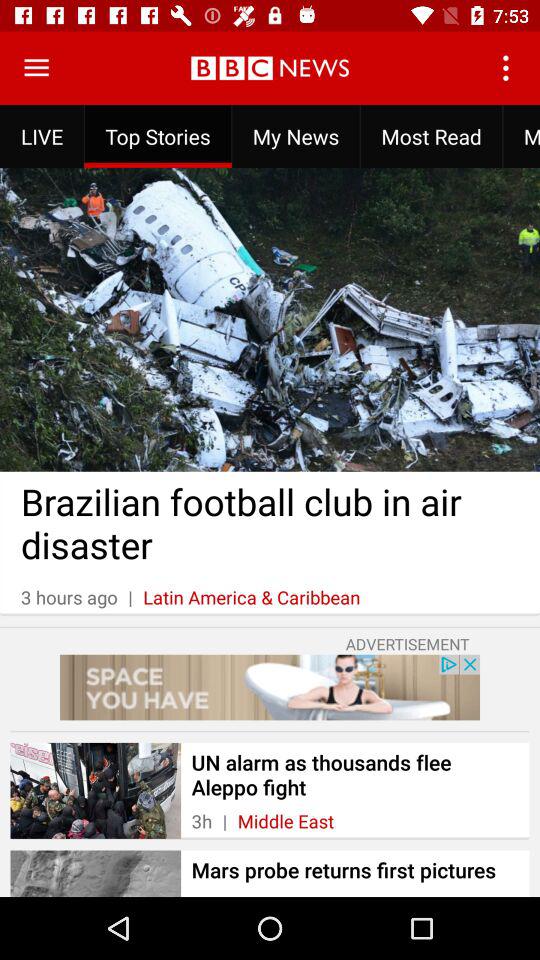 7:53
BBC NEWS
LIVE Top Stories My News Most Read M
CP
Brazilian football club in air
disaster
3 hours ago | Latin America & Caribbean
ADVERTISEMENT
SPACE
YOU HAVE
UN alarm as thousands flee
Aleppo fight
3h | Middle East
Mars probe returns first pictures